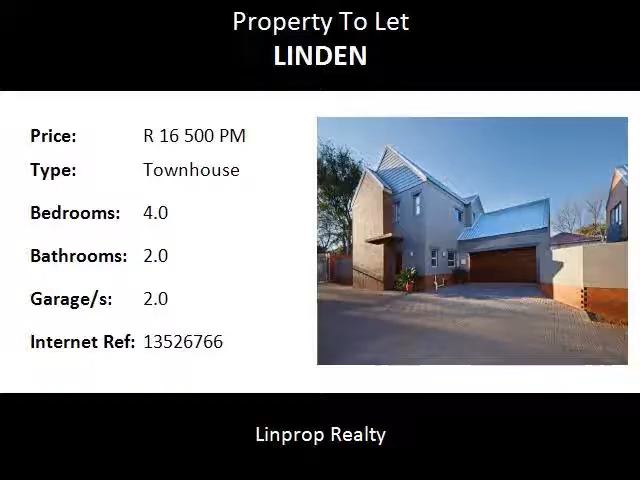 Property To Let
LINDEN
Price: R 16 500 PM
Type: Townhouse
Bedrooms: 4.0
Bathrooms: 2.0
Garage/s: 2.0
Internet Ref: 13526766
Linprop Realty